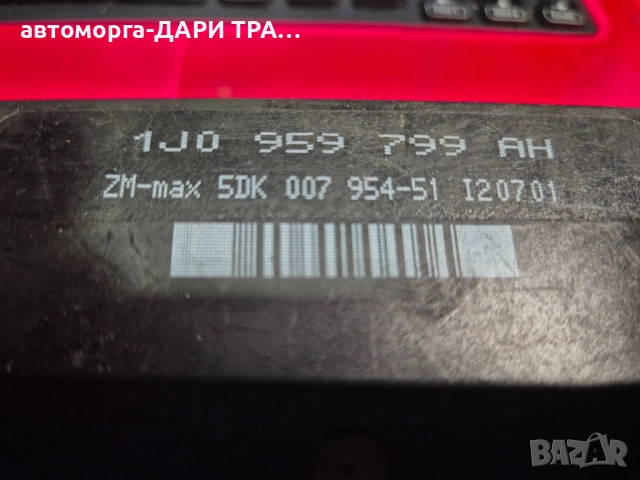 автоморга-ДАРИ ТРА...
1J0 959 799 AH
ZM-max 5DK 007 954-51 I20701
BAZAR